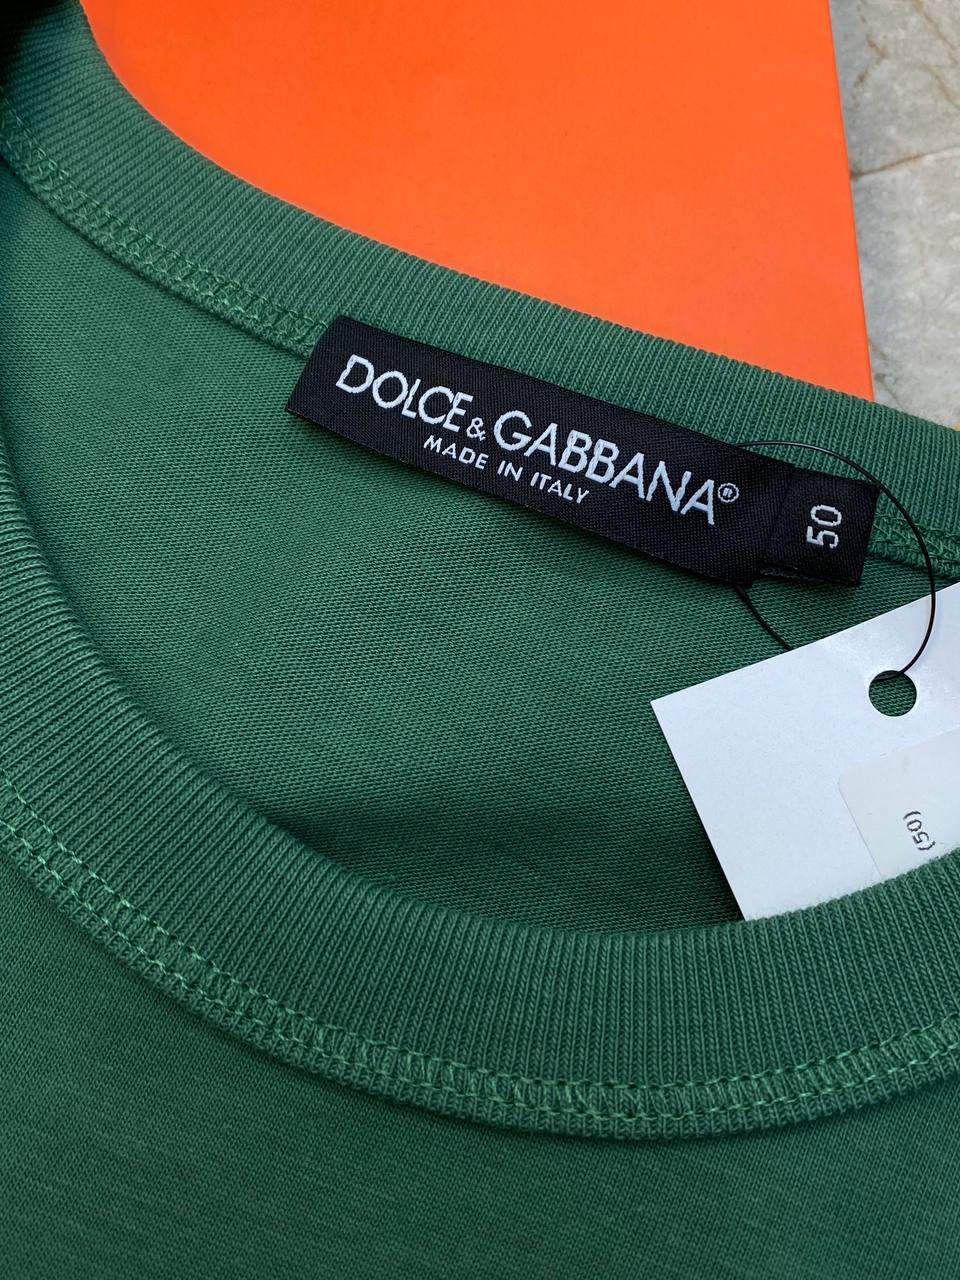 DOLCE & GABBANA®
MADE IN ITALY
50
(50)